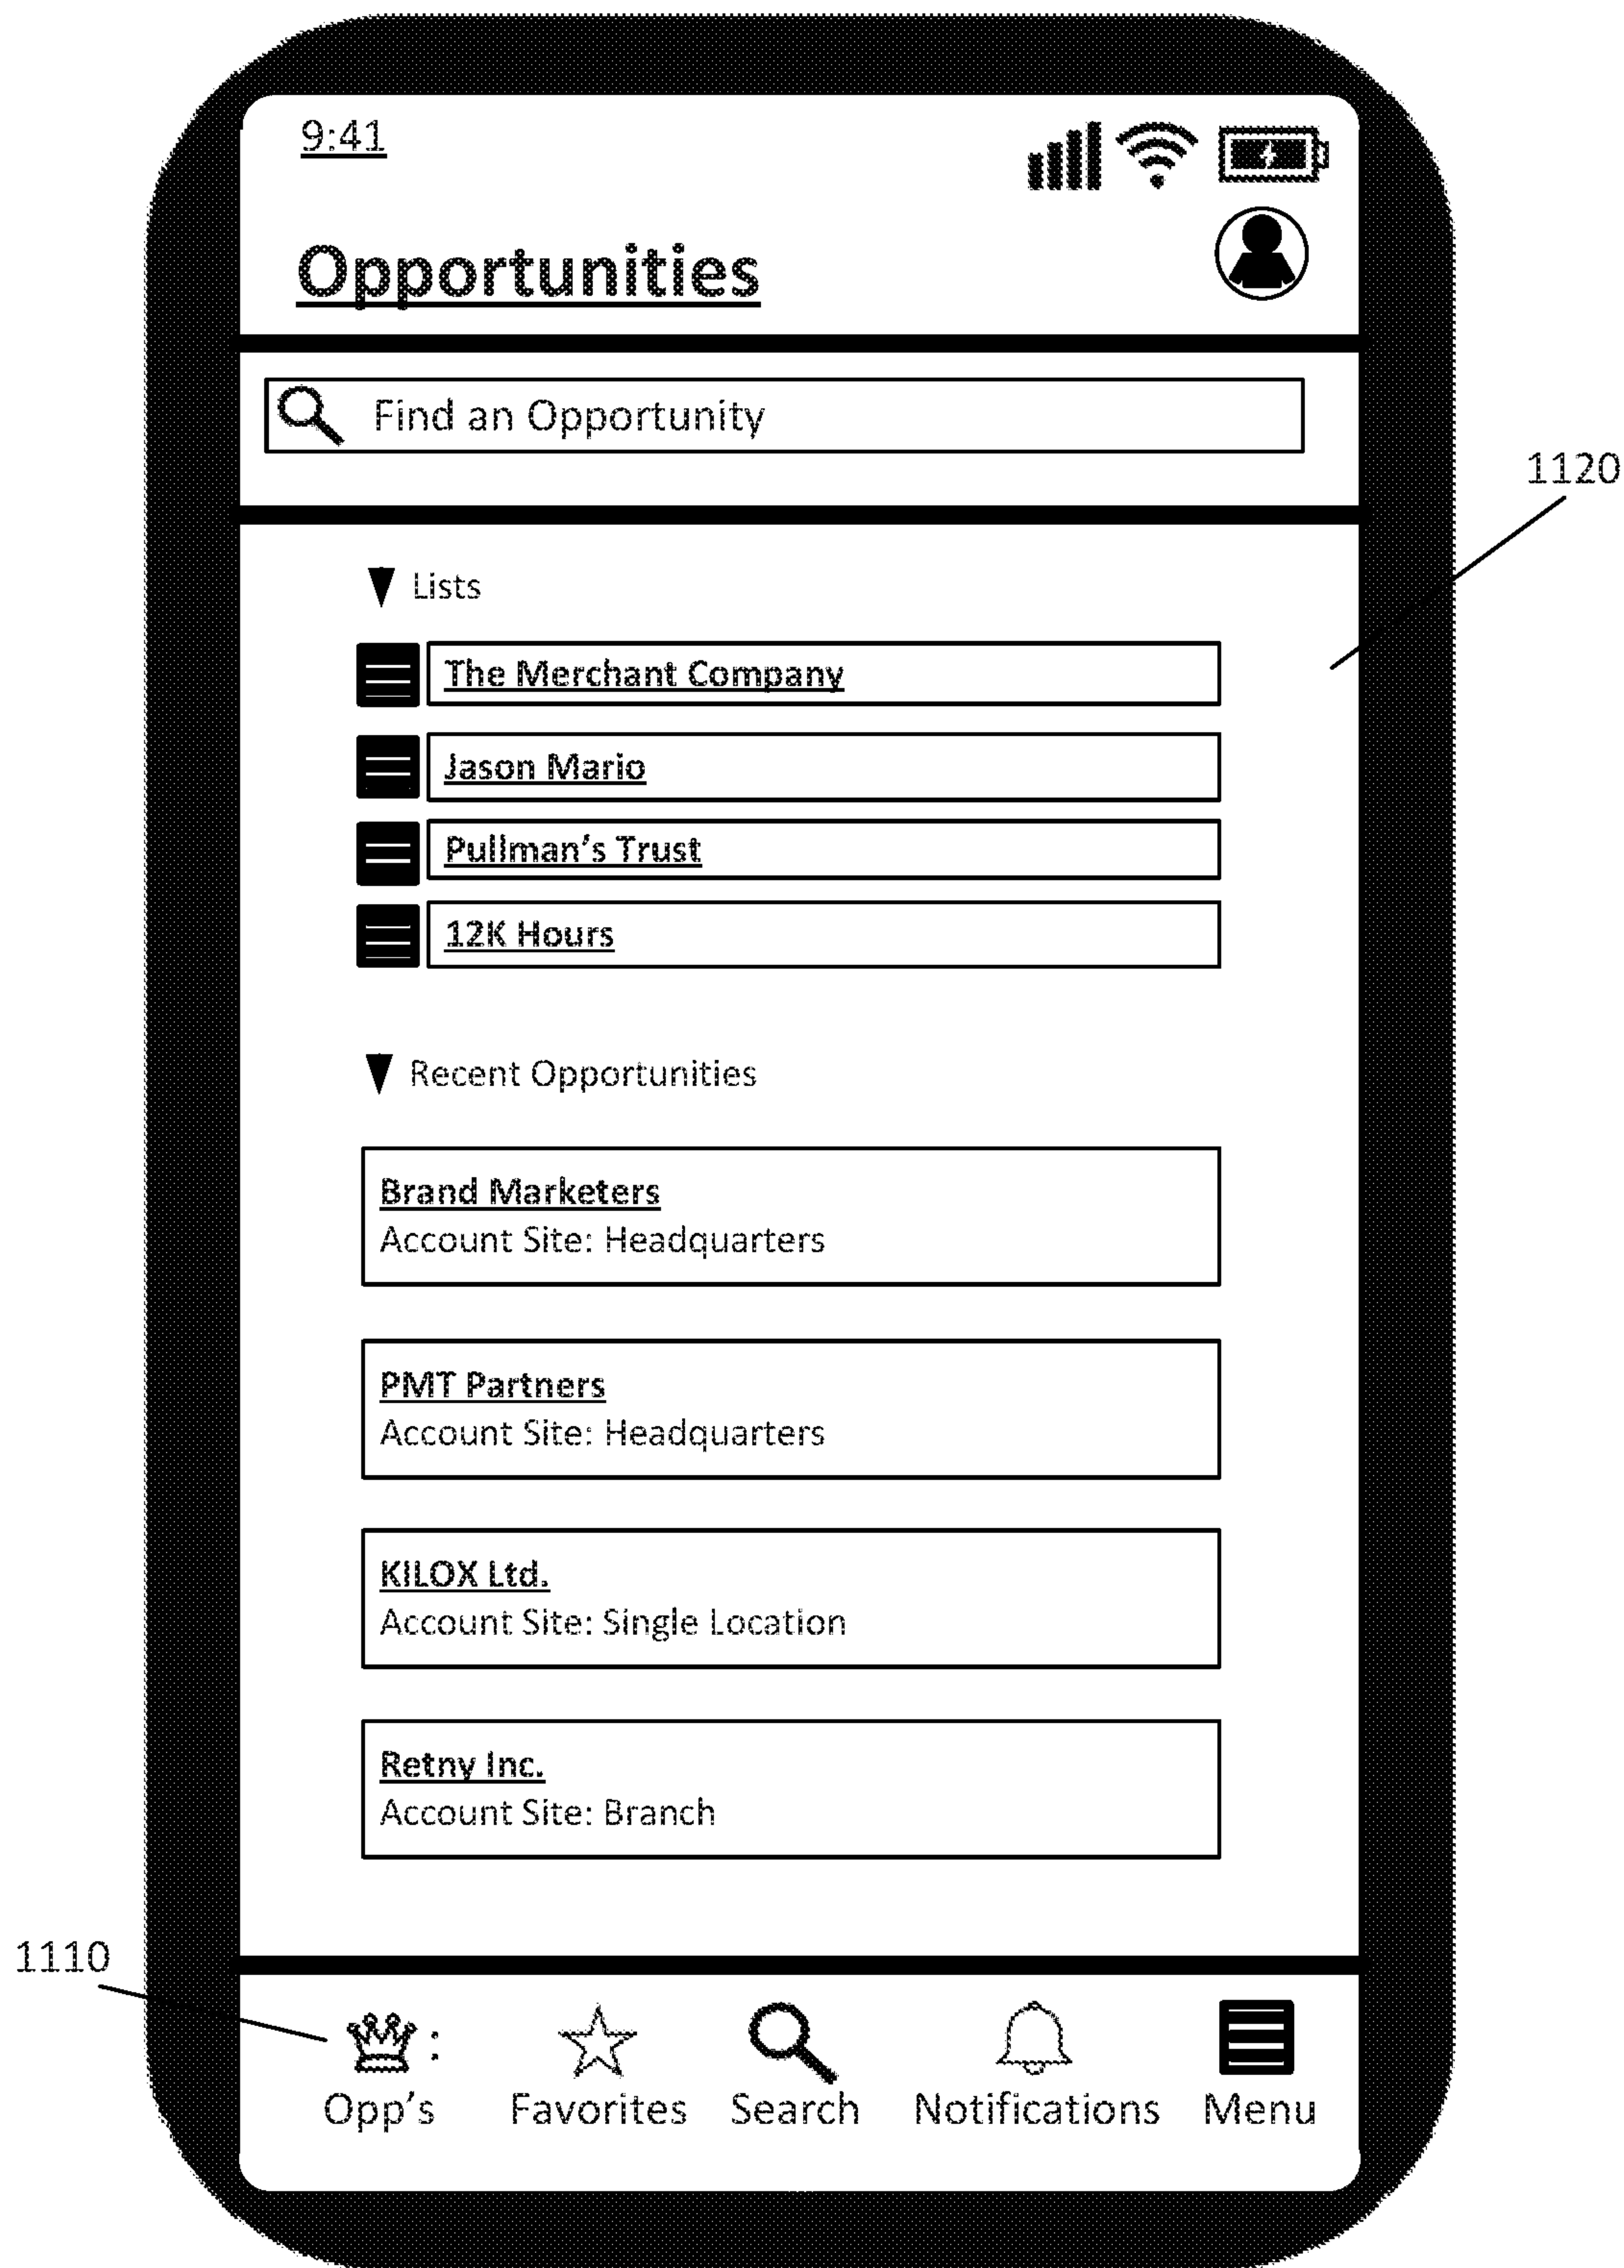 9:41
Opportunities
Find an Opportunity
1120
Lists
The Merchant Company
Jason Mario
Pullman's Trust
12K Hours
Recent Opportunities
Brand Marketers
Account Site: Headquarters
PMT Partners
Account Site: Headquarters
KILOX Ltd.
Account Site: Single Location
Retny Inc.
Account Site: Branch
1110
:
Opp's Favorites Search Notifications Menu